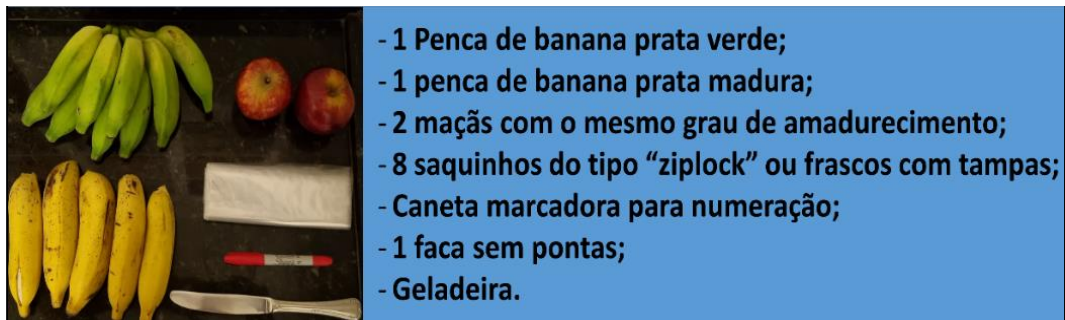 - 1 Penca de banana prata verde;
- 1 penca de banana prata madura;
- 2 maçãs com o mesmo grau de amadurecimento;
- 8 saquinhos do tipo “ziplock” ou frascos com tampas;
- Caneta marcadora para numeração;
- 1 faca sem pontas;
- Geladeira.